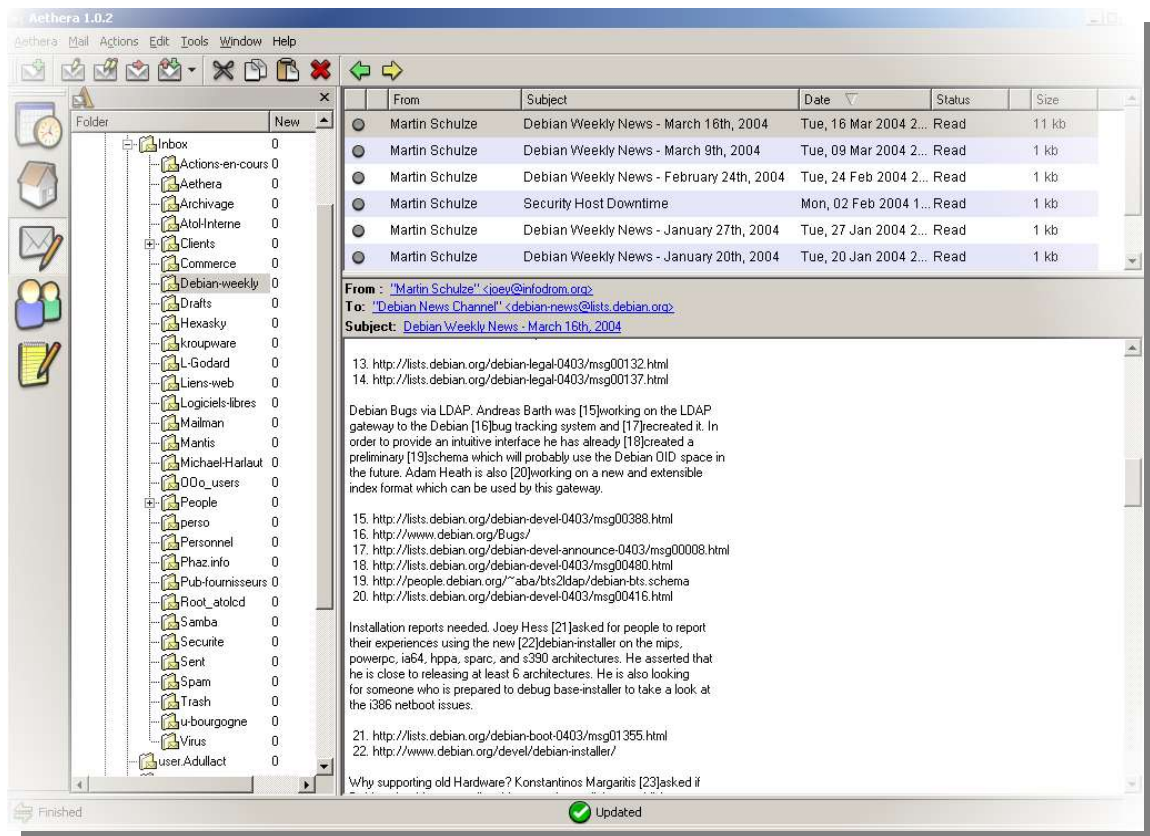 Aethera 1.0.2
Aethera Mail Actions Edit Tools Window Help
Folder New
Inbox 0
Actions-en-cours 0
Aethera 0
Archivage 0
Atol-Interne 0
Clients 0
Commerce 0
Debian-weekly 0
Drafts 0
Hexasky 0
kroupware 0
L-Godard 0
Liens-web 0
Logiciels-libres 0
Mailman 0
Mantis 0
Michael-Harlaut 0
OOo_users 0
People 0
perso 0
Personnel 0
Phaz.info 0
Pub-fournisseurs 0
Root_atolcd 0
Samba 0
Securite 0
Sent 0
Spam 0
Trash 0
u-bourgogne 0
Virus 0
user.Adullact 0
From Subject Date Status Size
Martin Schulze Debian Weekly News - March 16th, 2004 Tue, 16 Mar 2004 2... Read 11 kb
Martin Schulze Debian Weekly News - March 9th, 2004 Tue, 09 Mar 2004 2... Read 1 kb
Martin Schulze Debian Weekly News - February 24th, 2004 Tue, 24 Feb 2004 2... Read 1 kb
Martin Schulze Security Host Downtime Mon, 02 Feb 2004 1... Read 1 kb
Martin Schulze Debian Weekly News - January 27th, 2004 Tue, 27 Jan 2004 2... Read 1 kb
Martin Schulze Debian Weekly News - January 20th, 2004 Tue, 20 Jan 2004 2... Read 1 kb
From : "Martin Schulze" <joey@infodrom.org>
To: "Debian News Channel" <debian-news@lists.debian.org>
Subject: Debian Weekly News - March 16th, 2004
13. http://lists.debian.org/debian-legal-0403/msg00132.html
14. http://lists.debian.org/debian-legal-0403/msg00137.html
Debian Bugs via LDAP. Andreas Barth was [15]working on the LDAP
gateway to the Debian [16]bug tracking system and [17]recreated it. In
order to provide an intuitive interface he has already [18]created a
preliminary [19]schema which will probably use the Debian OID space in
the future. Adam Heath is also [20]working on a new and extensible
index format which can be used by this gateway.
15. http://lists.debian.org/debian-devel-0403/msg00388.html
16. http://www.debian.org/Bugs/
17. http://lists.debian.org/debian-devel-announce-0403/msg00008.html
18. http://lists.debian.org/debian-devel-0403/msg00480.html
19. http://people.debian.org/~aba/bts2ldap/debian-bts.schema
20. http://lists.debian.org/debian-devel-0403/msg00416.html
Installation reports needed. Joey Hess [21]asked for people to report
their experiences using the new [22]debian-installer on the mips,
powerpc, ia64, hppa, sparc, and s390 architectures. He asserted that
he is close to releasing at least 6 architectures. He is also looking
for someone who is prepared to debug base-installer to take a look at
the i386 netboot issues.
21. http://lists.debian.org/debian-boot-0403/msg01355.html
22. http://www.debian.org/devel/debian-installer/
Why supporting old Hardware? Konstantinos Margaritis [23]asked if
Finished Updated